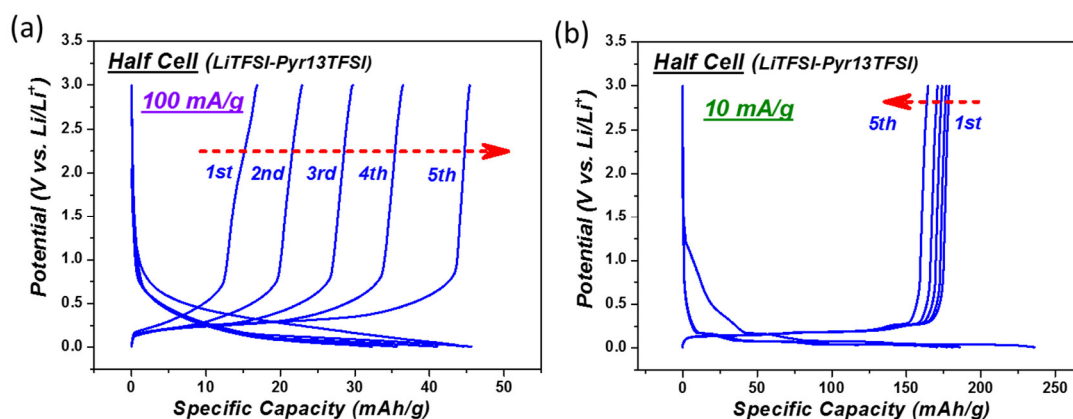 (a)
Half Cell (LiTFSI-Pyr13TFSI)
100 mA/g
1st 2nd 3rd 4th 5th
3.5
3.0
2.5
2.0
1.5
1.0
0.5
0.0
Potential (V vs. Li/Li⁺)
0 10 20 30 40 50
Specific Capacity (mAh/g)
(b)
Half Cell (LiTFSI-Pyr13TFSI)
10 mA/g
5th 1st
3.5
3.0
2.5
2.0
1.5
1.0
0.5
0.0
Potential (V vs. Li/Li⁺)
0 50 100 150 200 250
Specific Capacity (mAh/g)